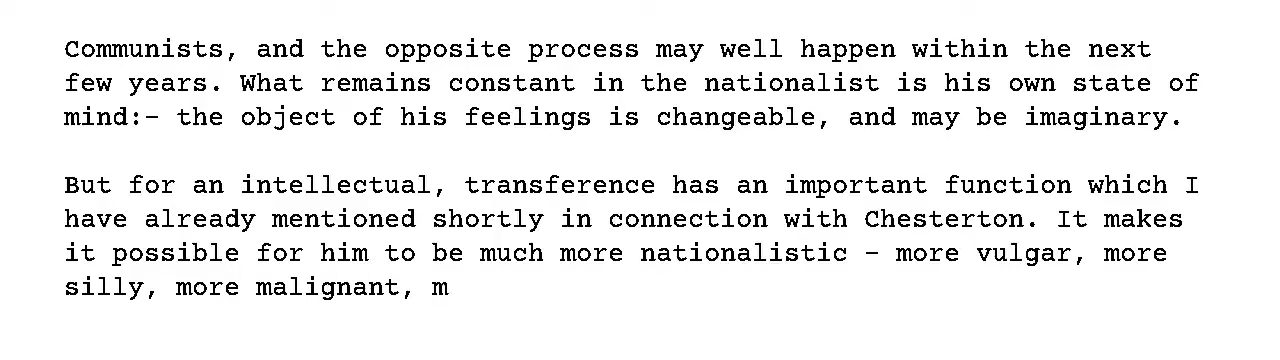 Communists, and the opposite process may well happen within the next
few years. What remains constant in the nationalist is his own state of
mind:- the object of his feelings is changeable, and may be imaginary.

But for an intellectual, transference has an important function which I
have already mentioned shortly in connection with Chesterton. It makes
it possible for him to be much more nationalistic - more vulgar, more
silly, more malignant, m